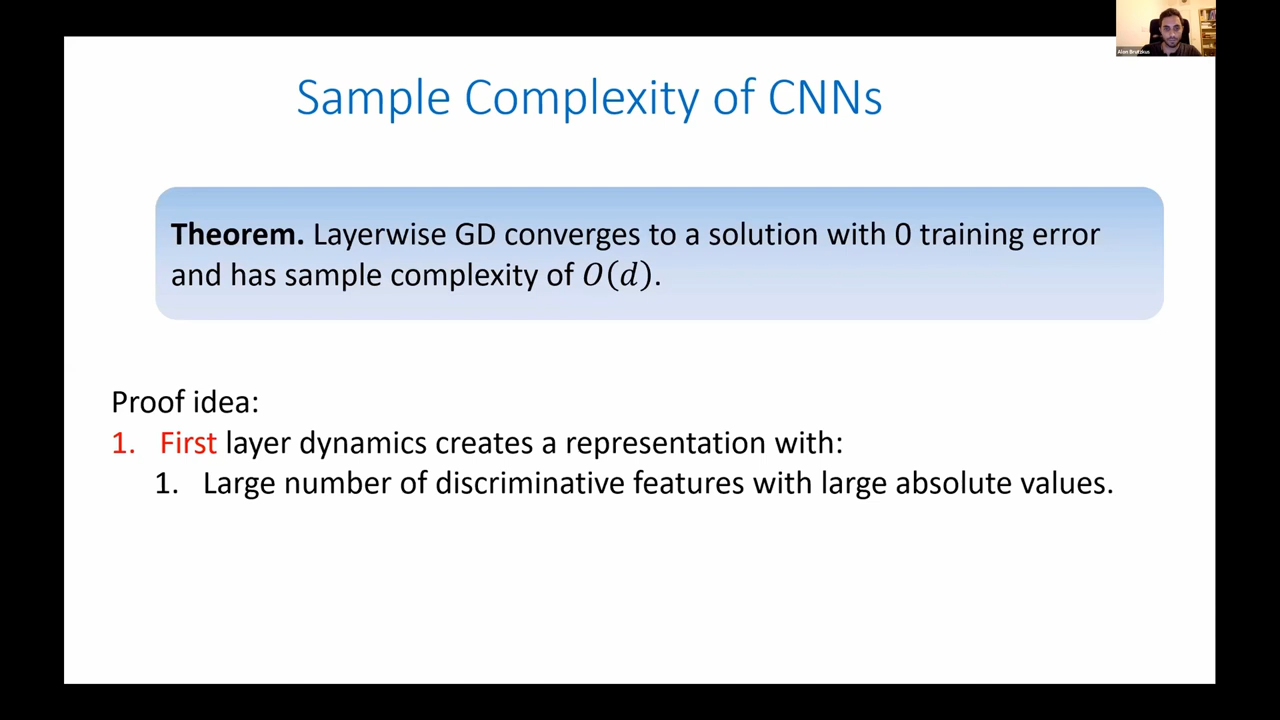 Alon Brutzkus
Sample Complexity of CNNs
Theorem. Layerwise GD converges to a solution with 0 training error
and has sample complexity of O(d).
Proof idea:
1. First layer dynamics creates a representation with:
1. Large number of discriminative features with large absolute values.